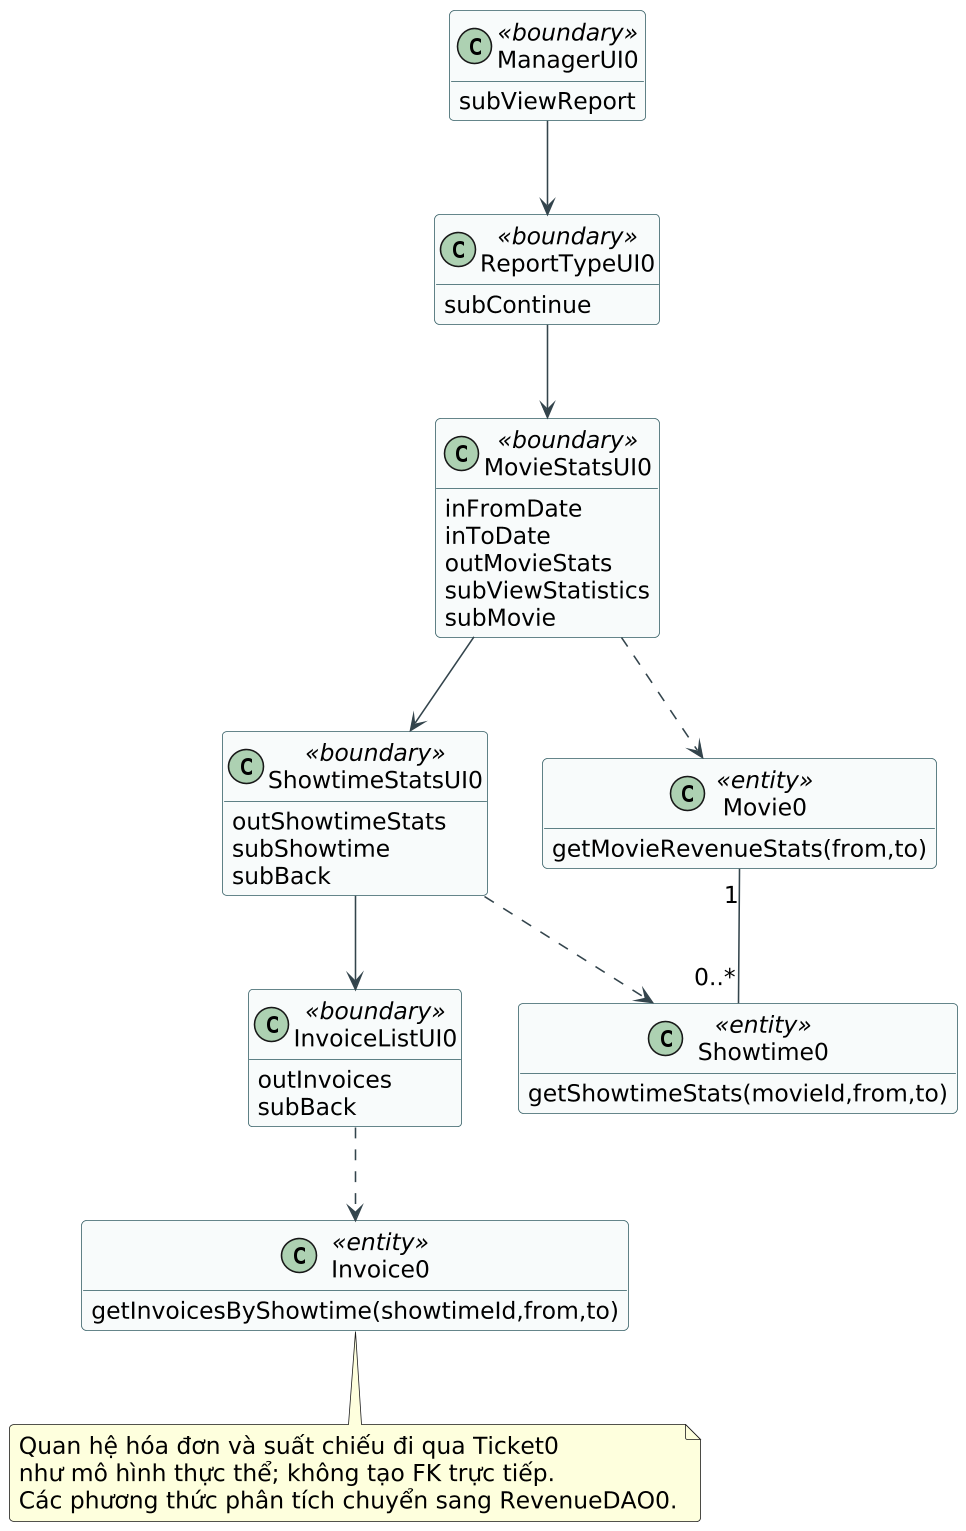 C
«boundary»
ManagerUI0
subViewReport
C
«boundary»
ReportTypeUI0
subContinue
C
«boundary»
MovieStatsUI0
inFromDate
inToDate
outMovieStats
subViewStatistics
subMovie
C
«boundary»
ShowtimeStatsUI0
outShowtimeStats
subShowtime
subBack
C
«entity»
Movie0
getMovieRevenueStats(from,to)
1
0..*
C
«boundary»
InvoiceListUI0
outInvoices
subBack
C
«entity»
Showtime0
getShowtimeStats(movieId,from,to)
C
«entity»
Invoice0
getInvoicesByShowtime(showtimeId,from,to)
Quan hệ hóa đơn và suất chiếu đi qua Ticket0
như mô hình thực thể; không tạo FK trực tiếp.
Các phương thức phân tích chuyển sang RevenueDAO0.